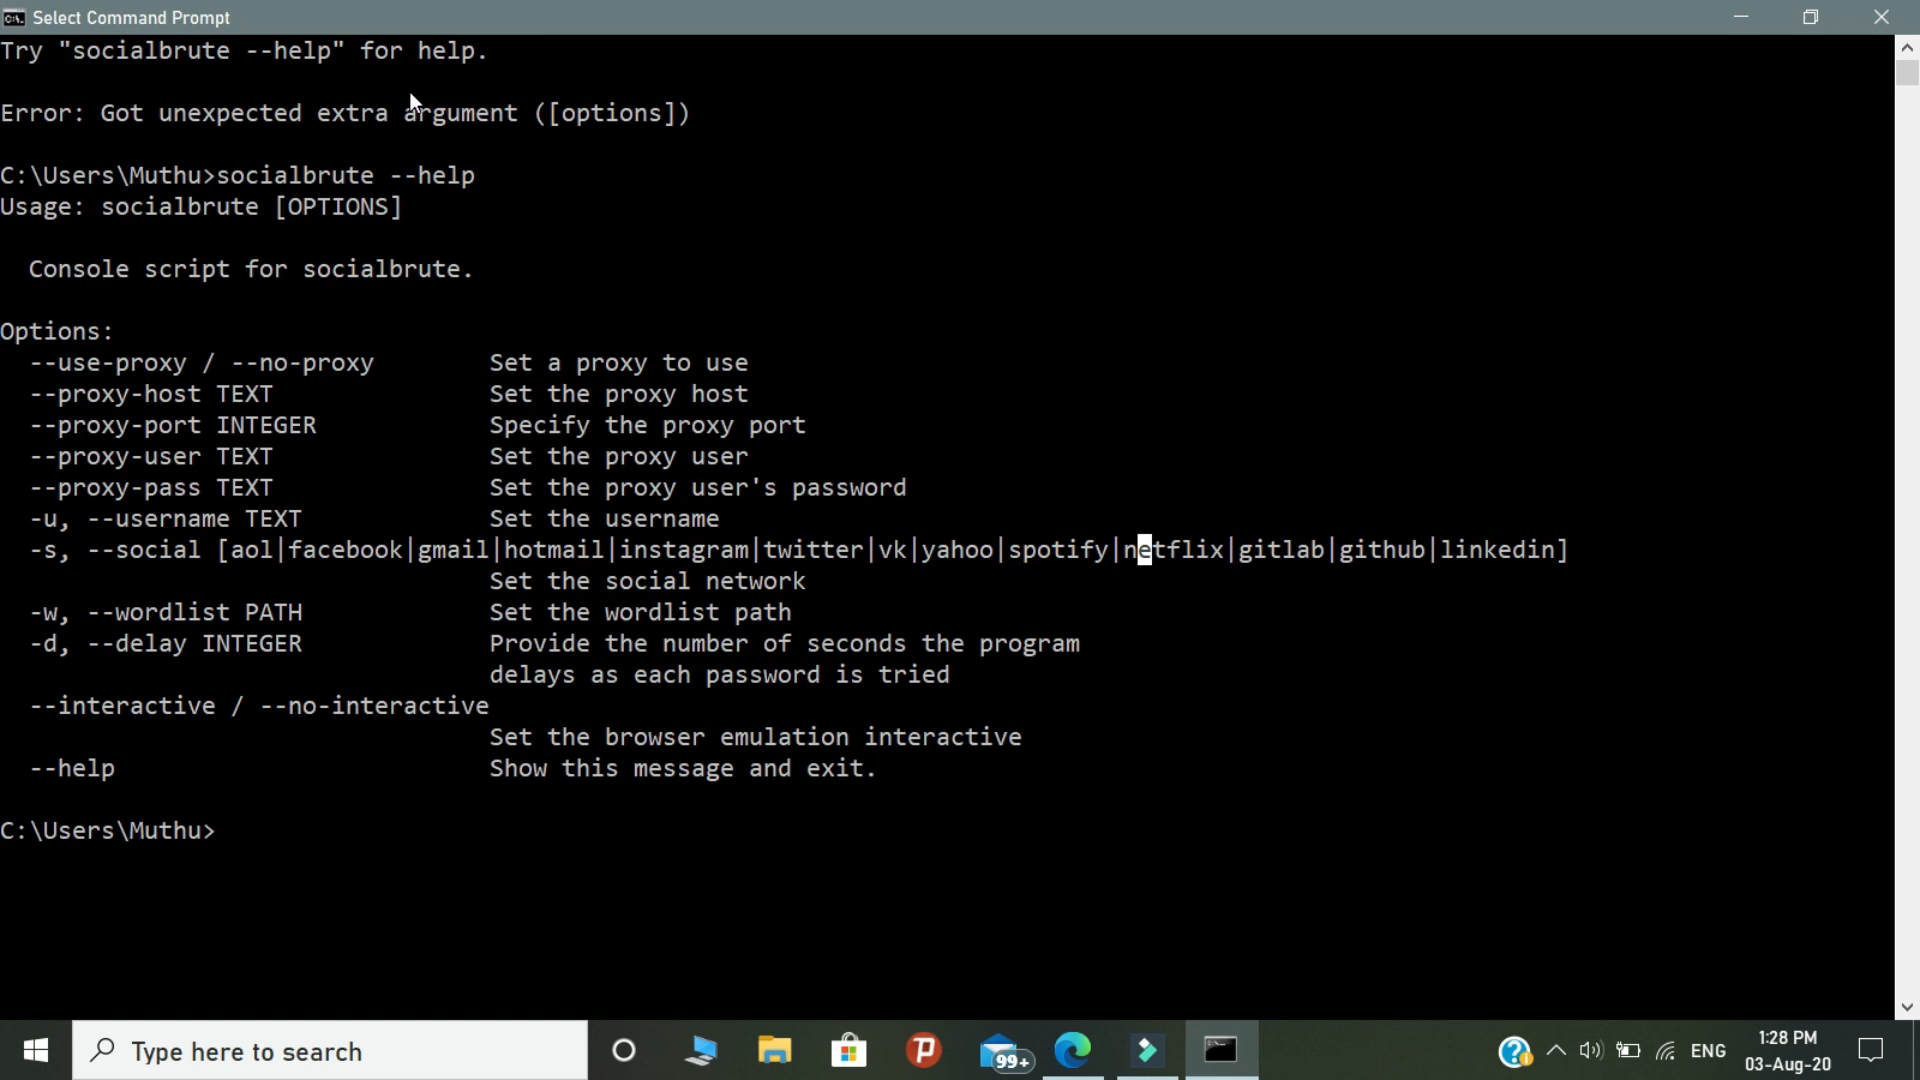 Select Command Prompt
Try "socialbrute --help" for help.
Error: Got unexpected extra argument ([options])
C:\Users\Muthu>socialbrute --help
Usage: socialbrute [OPTIONS]
Console script for socialbrute.
Options:
--use-proxy / --no-proxy Set a proxy to use
--proxy-host TEXT Set the proxy host
--proxy-port INTEGER Specify the proxy port
--proxy-user TEXT Set the proxy user
--proxy-pass TEXT Set the proxy user's password
-u, --username TEXT Set the username
-s, --social [aol|facebook|gmail|hotmail|instagram|twitter|vk|yahoo|spotify|netflix|gitlab|github|linkedin]
Set the social network
-w, --wordlist PATH Set the wordlist path
-d, --delay INTEGER Provide the number of seconds the program
delays as each password is tried
--interactive / --no-interactive
Set the browser emulation interactive
--help Show this message and exit.
C:\Users\Muthu>
Type here to search
99+
ENG
1:28 PM
03-Aug-20